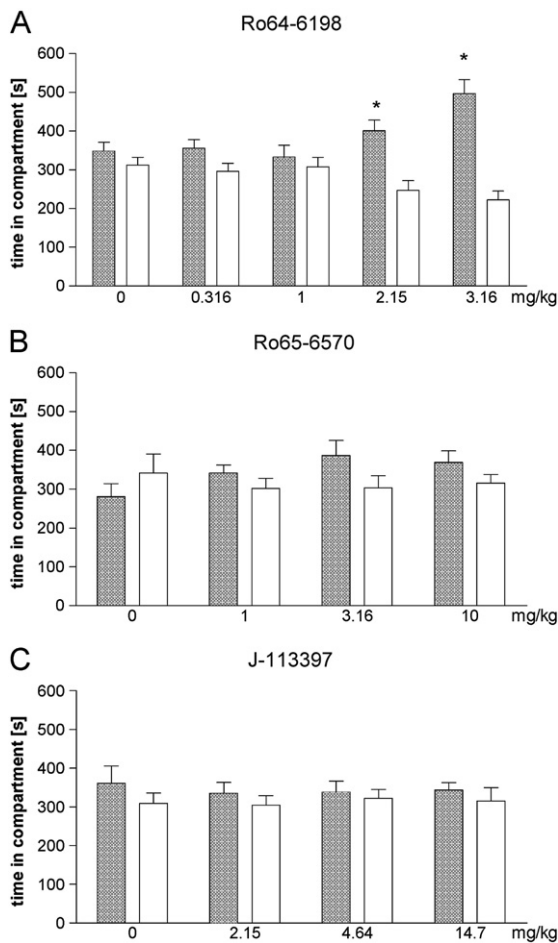 A
Ro64-6198
time in compartment [s]
600
500
400
300
200
100
0
*
*
0 0.316 1 2.15 3.16 mg/kg
B
Ro65-6570
time in compartment [s]
600
500
400
300
200
100
0
0 1 3.16 10 mg/kg
C
J-113397
time in compartment [s]
600
500
400
300
200
100
0
0 2.15 4.64 14.7 mg/kg